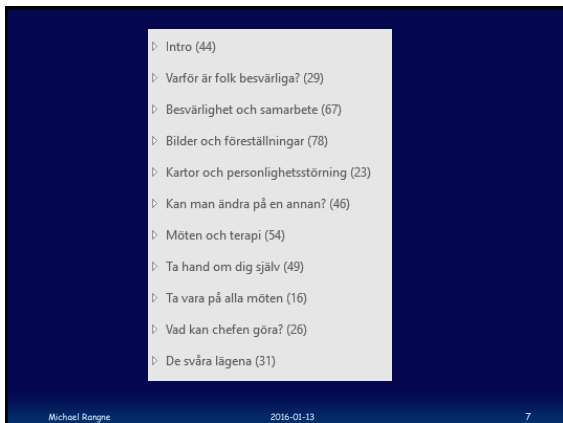 Intro (44)
Varför är folk besvärliga? (29)
Besvärlighet och samarbete (67)
Bilder och föreställningar (78)
Kartor och personlighetsstörning (23)
Kan man ändra på en annan? (46)
Möten och terapi (54)
Ta hand om dig själv (49)
Ta vara på alla möten (16)
Vad kan chefen göra? (26)
De svåra lägena (31)
Michael Rangne 2016-01-13 7